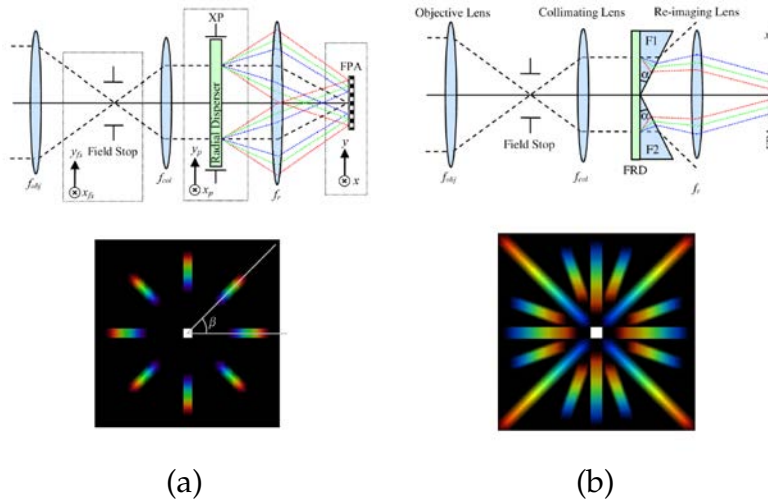 XP
FPA
Radial Disperser
Field Stop
y_fs
x_fs
y_p
x_p
y
x
f_obj
f_col
f_r
β
(a)
Objective Lens
Collimating Lens
Re-imaging Lens
F1
α
α
F2
Field Stop
FRD
f_obj
f_col
f_r
x
(b)